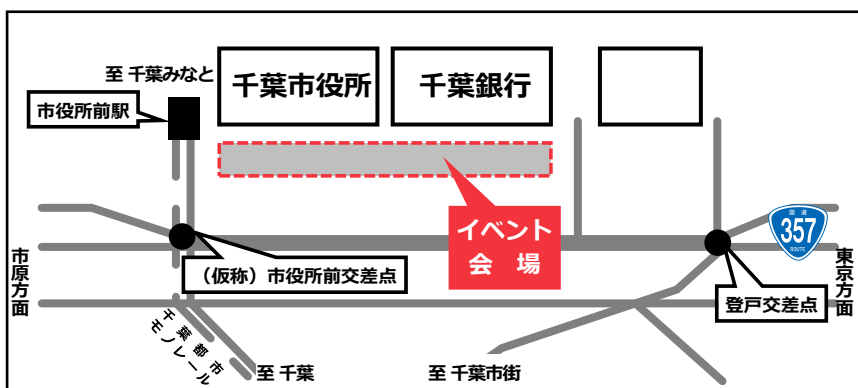 至 千葉みなと
千葉市役所
千葉銀行
市役所前駅
イベント
会 場
国 道
357
ROUTE
市原方面
(仮称)市役所前交差点
登戸交差点
東京方面
千葉都市
モノレール
至 千葉
至 千葉市街